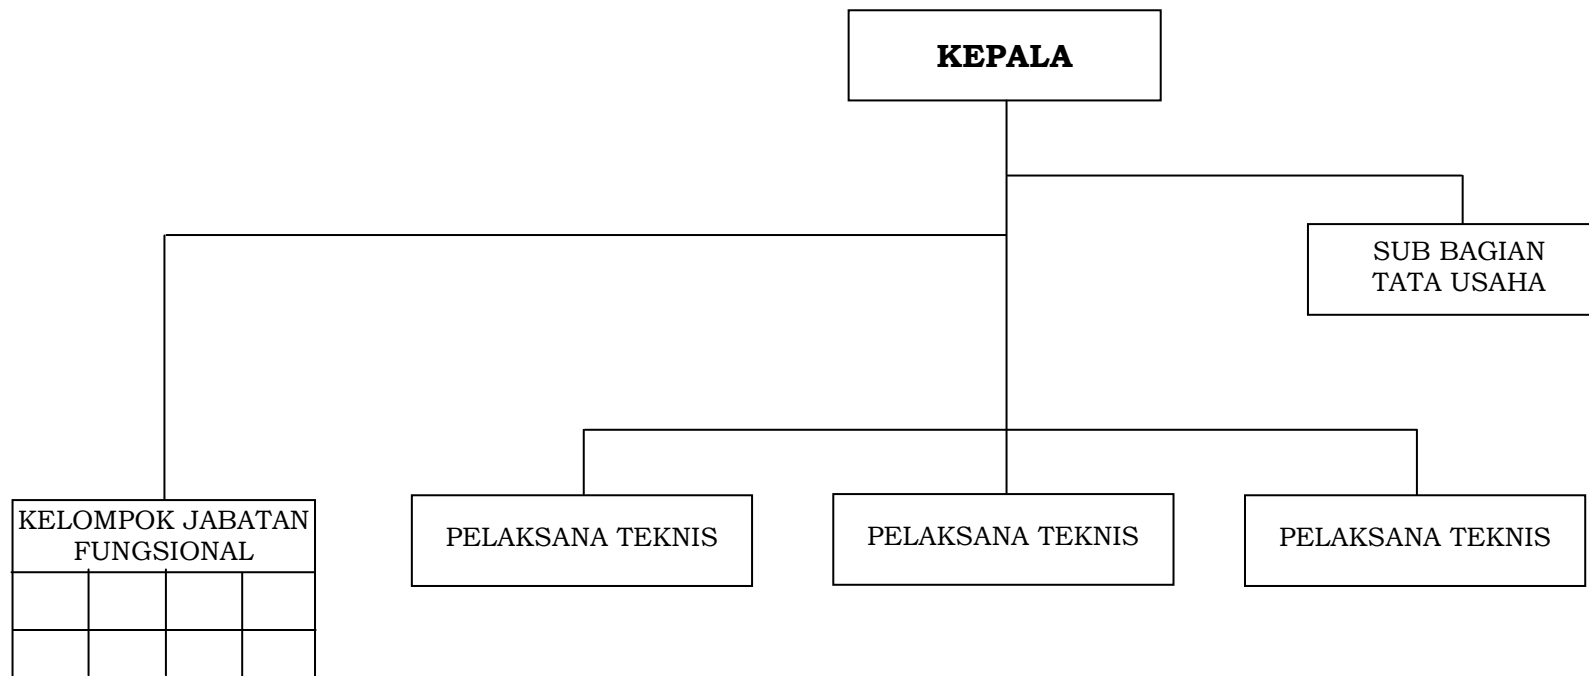 KEPALA
SUB BAGIAN
TATA USAHA
KELOMPOK JABATAN
FUNGSIONAL
PELAKSANA TEKNIS
PELAKSANA TEKNIS
PELAKSANA TEKNIS